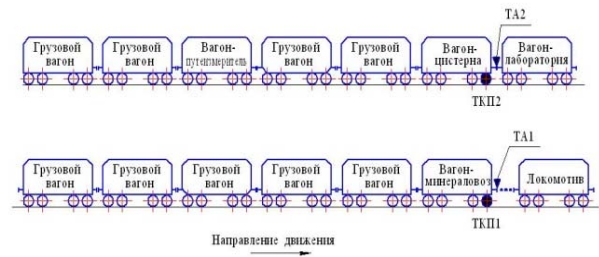 ТА2
Грузовой вагон
Грузовой вагон
Вагон-путеизмеритель
Грузовой вагон
Грузовой вагон
Вагон-цистерна
Вагон-лаборатория
ТКП2
ТА1
Грузовой вагон
Грузовой вагон
Грузовой вагон
Грузовой вагон
Грузовой вагон
Вагон-минераловоз
Локомотив
ТКП1
Направление движения